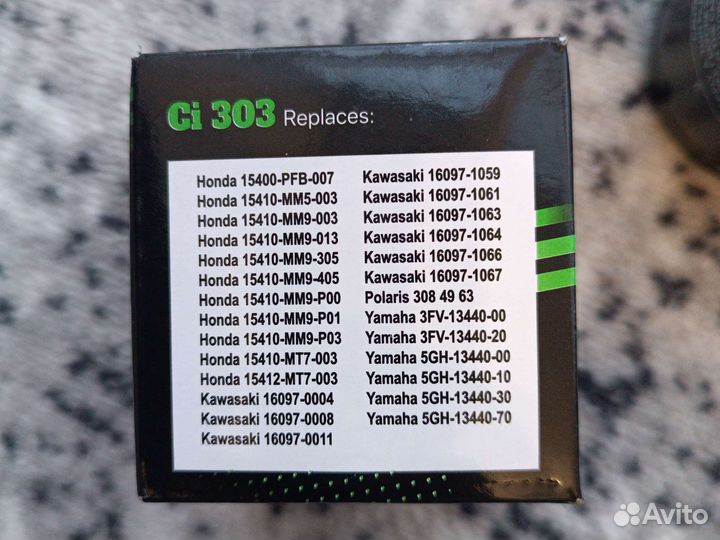 Ci 303 Replaces:
Honda 15400-PFB-007
Honda 15410-MM5-003
Honda 15410-MM9-003
Honda 15410-MM9-013
Honda 15410-MM9-305
Honda 15410-MM9-405
Honda 15410-MM9-P00
Honda 15410-MM9-P01
Honda 15410-MM9-P03
Honda 15410-MT7-003
Honda 15412-MT7-003
Kawasaki 16097-0004
Kawasaki 16097-0008
Kawasaki 16097-0011
Kawasaki 16097-1059
Kawasaki 16097-1061
Kawasaki 16097-1063
Kawasaki 16097-1064
Kawasaki 16097-1066
Kawasaki 16097-1067
Polaris 308 49 63
Yamaha 3FV-13440-00
Yamaha 3FV-13440-20
Yamaha 5GH-13440-00
Yamaha 5GH-13440-10
Yamaha 5GH-13440-30
Yamaha 5GH-13440-70
Avito